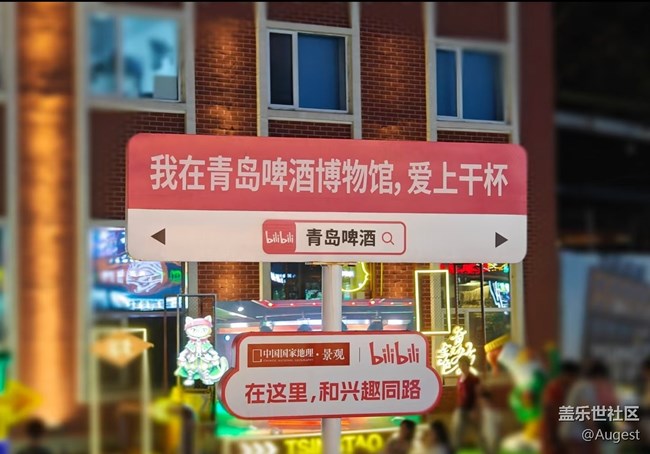 我在青岛啤酒博物馆，爱上干杯
bilibili 青岛啤酒
中国国家地理·景观 bilibili
在这里，和兴趣同路
TSINGTAO
盖乐世社区
@Augest